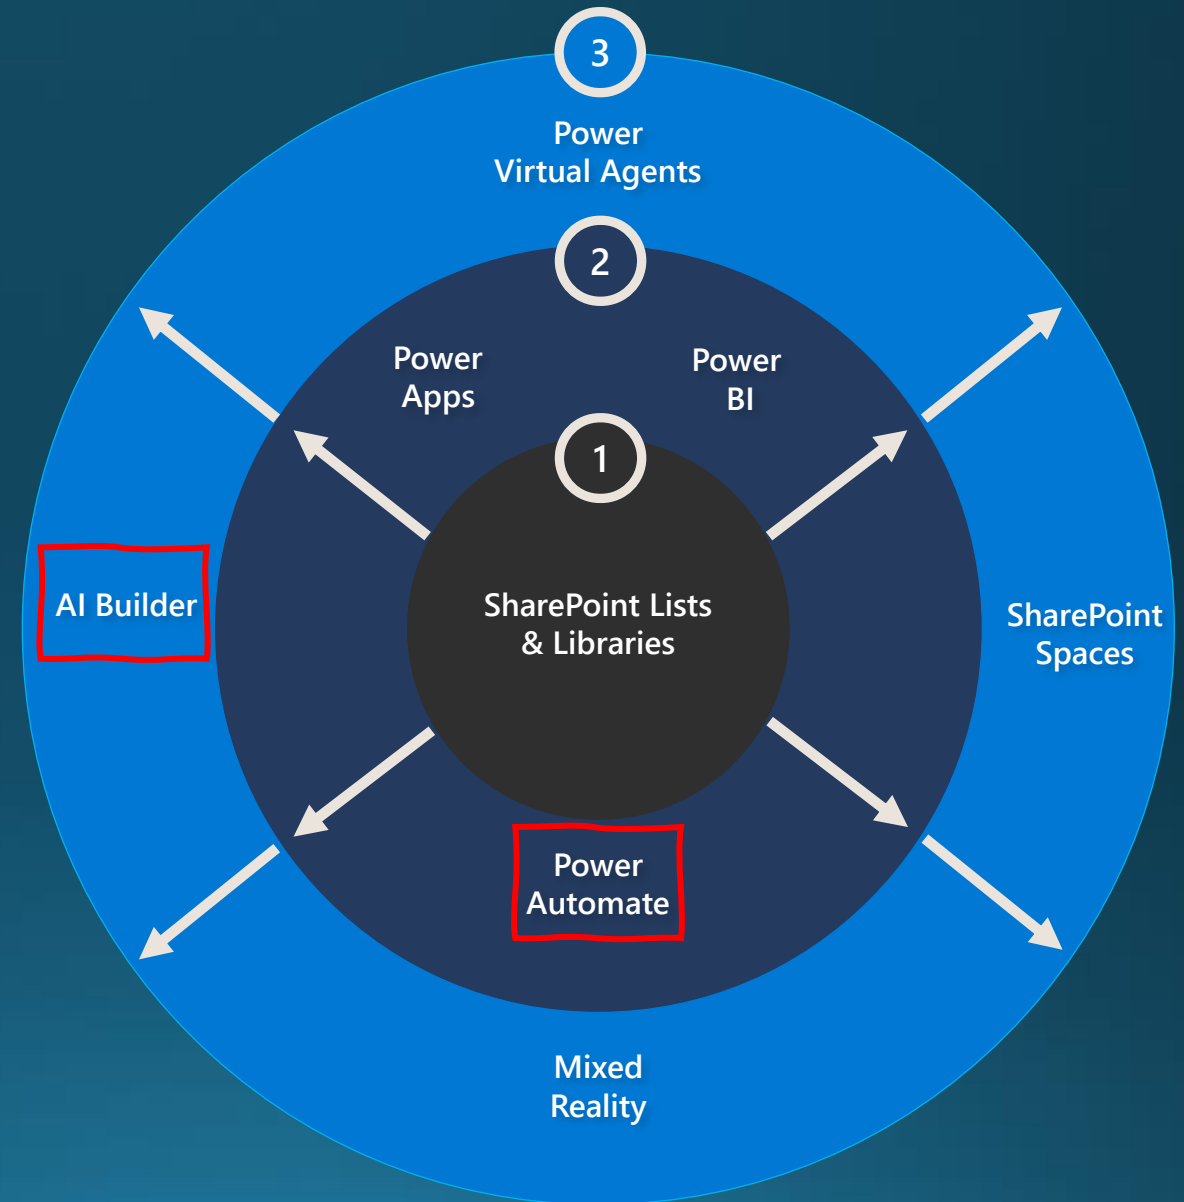 3
Power
Virtual Agents
2
Power
Apps
Power
BI
1
AI Builder
SharePoint Lists
& Libraries
SharePoint
Spaces
Power
Automate
Mixed
Reality